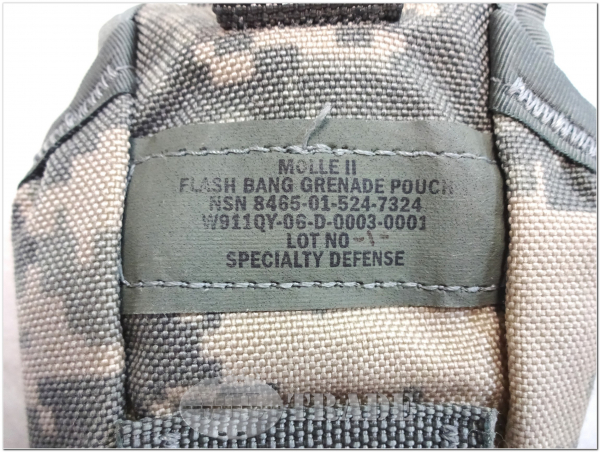 MOLLE II
FLASH BANG GRENADE POUCH
NSN 8465-01-524-7324
W911QY-06-D-0003-0001
LOT NO -1-
SPECIALTY DEFENSE